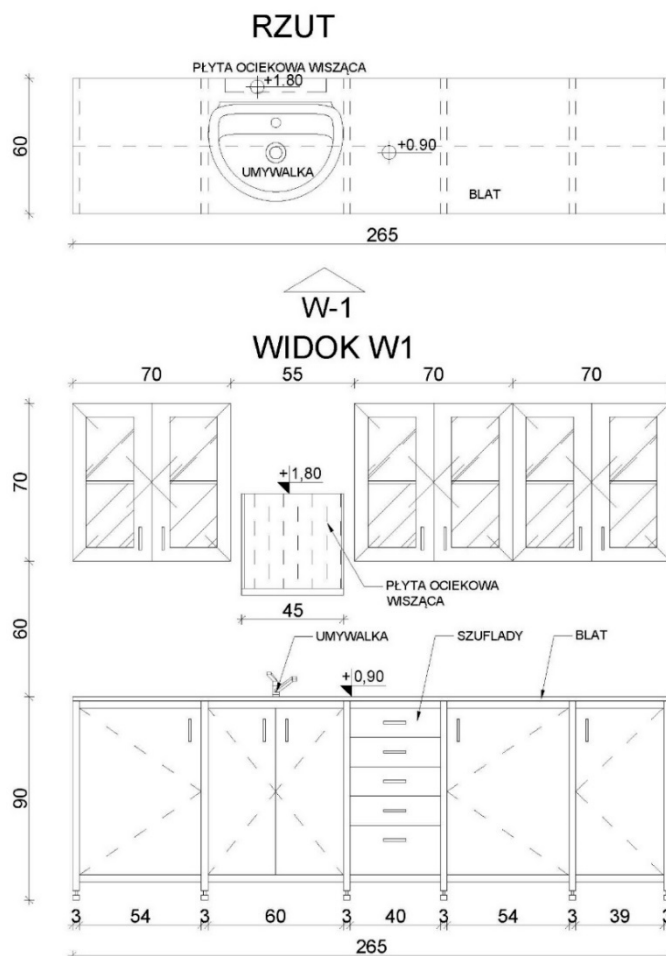 RZUT
PŁYTA OCIEKOWA WISZĄCA
+1.80
60
+0.90
UMYWALKA
BLAT
265
W-1
WIDOK W1
70 55 70 70
70
+1,80
PŁYTA OCIEKOWA
WISZĄCA
60
45
UMYWALKA SZUFLADY BLAT
+0,90
90
3 54 3 60 3 40 3 54 3 39 3
265